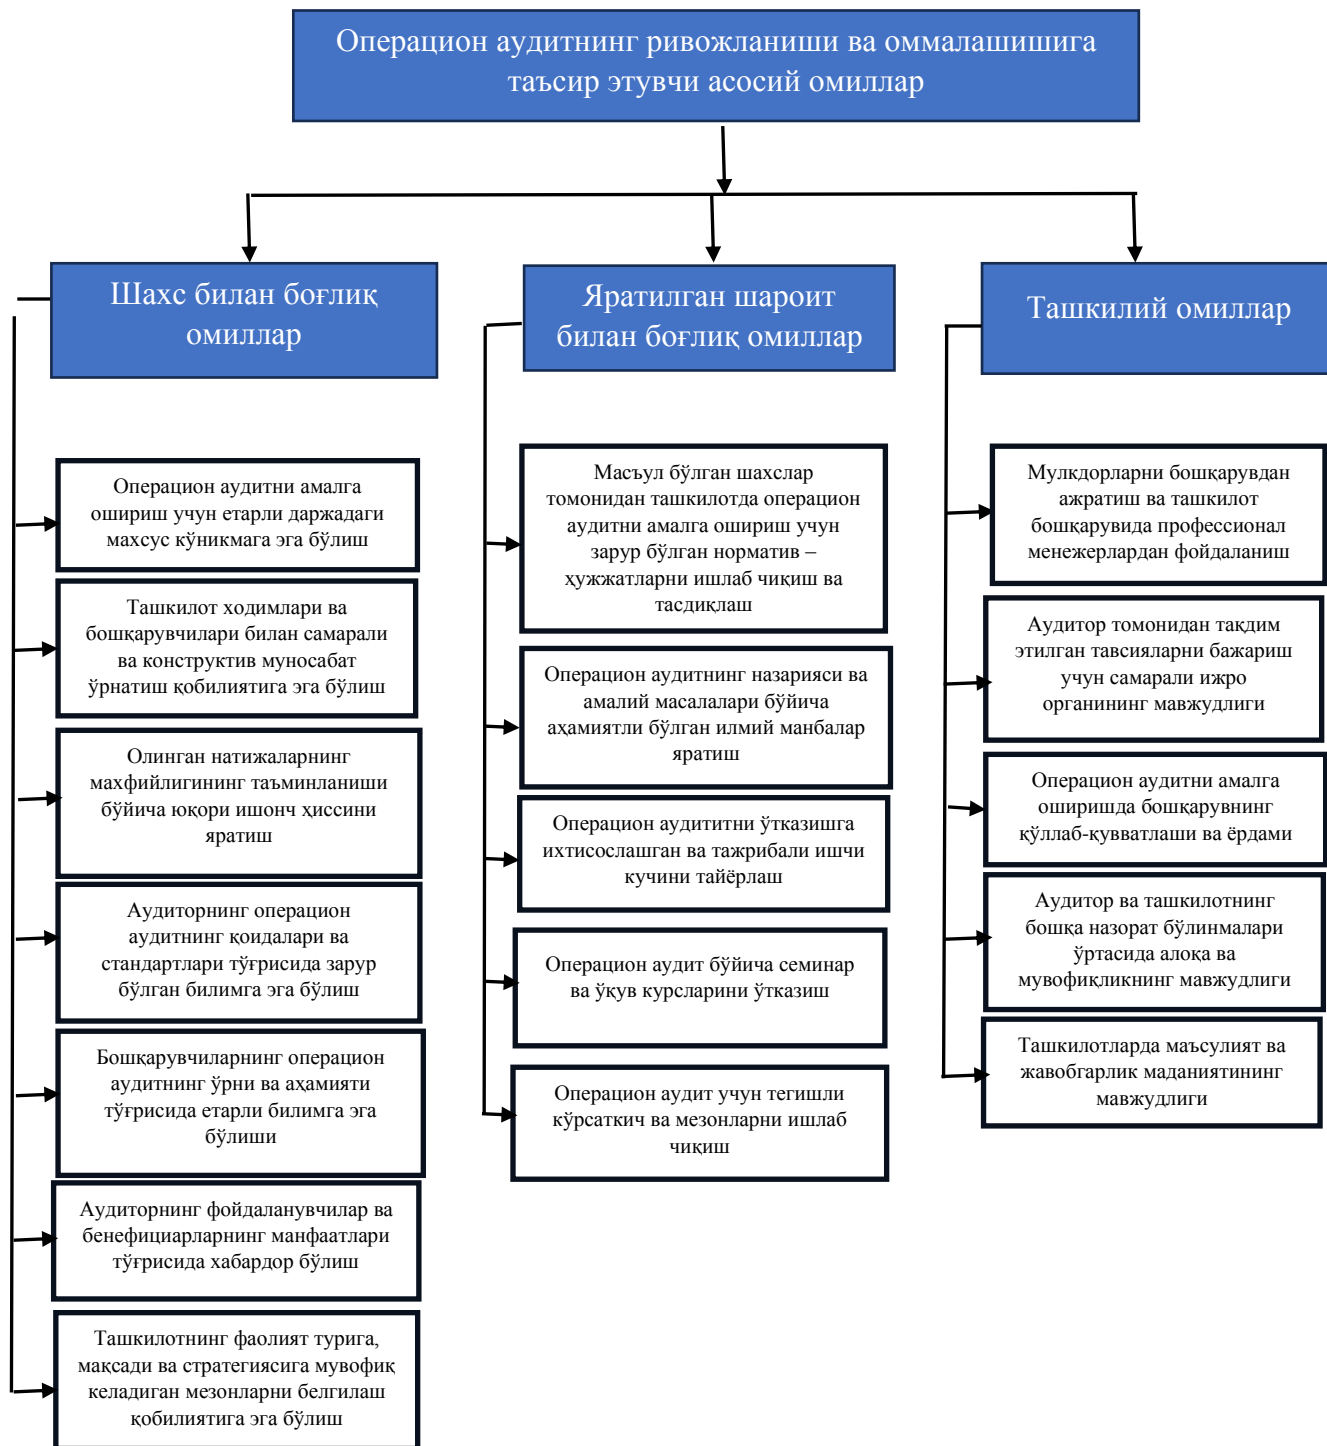 Операцион аудитнинг ривожланиши ва оммалашишига
таъсир этувчи асосий омиллар
Шахс билан боғлиқ
омиллар
Операцион аудитни амалга
ошириш учун етарли даржадаги
махсус кўникмага эга бўлиш
Ташкилот ходимлари ва
бошқарувчилари билан самарали
ва конструктив муносабат
ўрнатиш қобилиятига эга бўлиш
Олинган натижаларнинг
махфийлигининг таъминланиши
бўйича юқори ишонч ҳиссини
яратиш
Аудиторнинг операцион
аудитнинг қоидалари ва
стандартлари тўғрисида зарур
бўлган билимга эга бўлиш
Бошқарувчиларнинг операцион
аудитнинг ўрни ва аҳамияти
тўғрисида етарли билимга эга
бўлиши
Аудиторнинг фойдаланувчилар ва
бенефициарларнинг манфаатлари
тўғрисида хабардор бўлиш
Ташкилотнинг фаолият турига,
мақсади ва стратегиясига мувофиқ
келадиган мезонларни белгилаш
қобилиятига эга бўлиш
Яратилган шароит
билан боғлиқ омиллар
Масъул бўлган шахслар
томонидан ташкилотда операцион
аудитни амалга ошириш учун
зарур бўлган норматив –
ҳужжатларни ишлаб чиқиш ва
тасдиқлаш
Операцион аудитнинг назарияси ва
амалий масалалари бўйича
аҳамиятли бўлган илмий манбалар
яратиш
Операцион аудититни ўтказишга
ихтисослашган ва тажрибали ишчи
кучини тайёрлаш
Операцион аудит бўйича семинар
ва ўқув курсларини ўтказиш
Операцион аудит учун тегишли
кўрсаткич ва мезонларни ишлаб
чиқиш
Ташкилий омиллар
Мулкдорларни бошқарувдан
ажратиш ва ташкилот
бошқарувида профессионал
менежерлардан фойдаланиш
Аудитор томонидан тақдим
этилган тавсияларни бажариш
учун самарали ижро
органининг мавжудлиги
Операцион аудитни амалга
оширишда бошқарувнинг
қўллаб-қувватлаши ва ёрдами
Аудитор ва ташкилотнинг
бошқа назорат бўлинмалари
ўртасида алоқа ва
мувофиқликнинг мавжудлиги
Ташкилотларда маъсулият ва
жавобгарлик маданиятининг
мавжудлиги